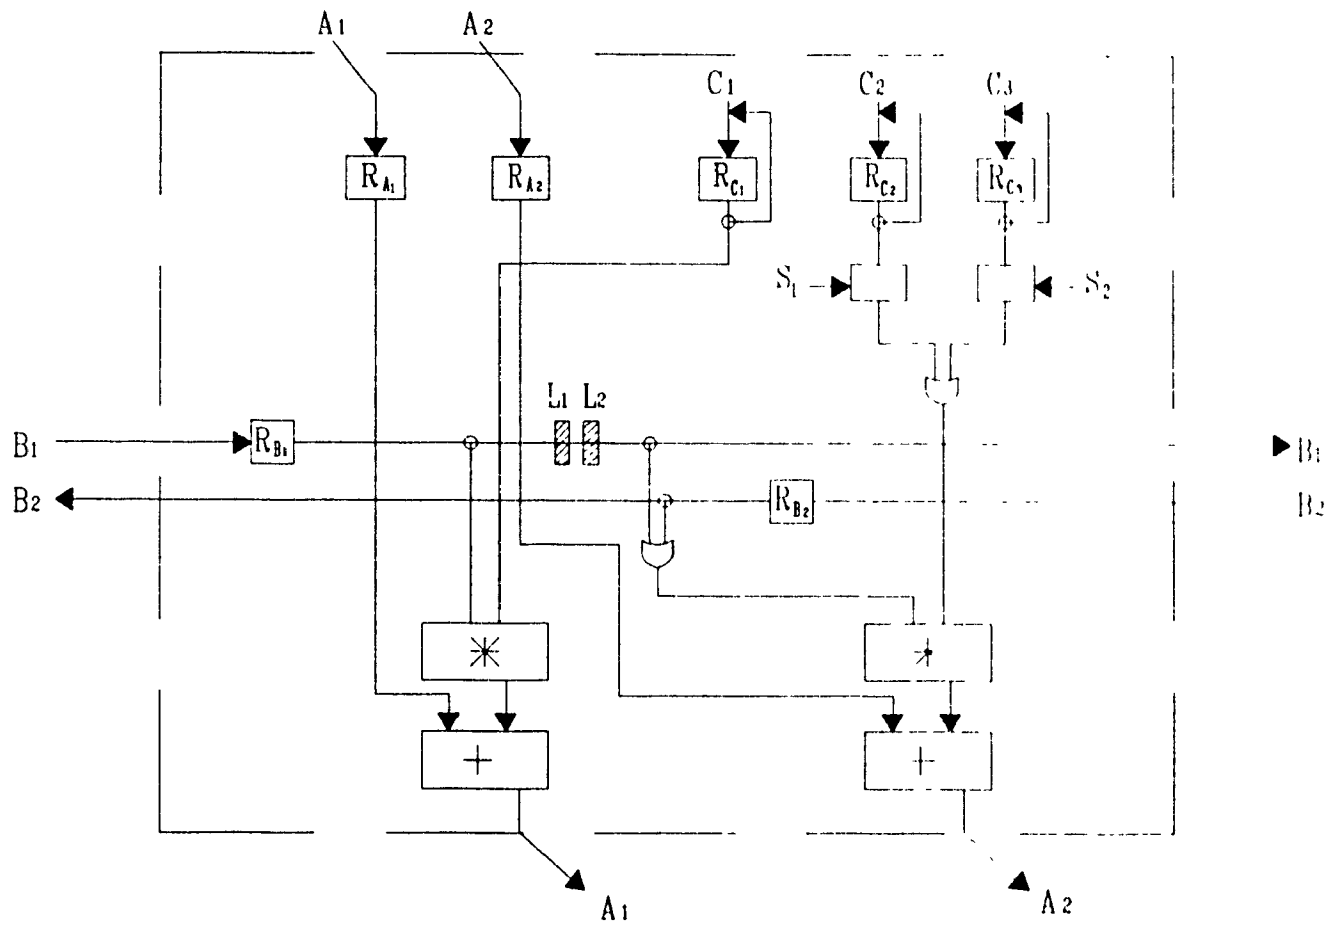 A1 A2
C1 C2 C3
RA1 RA2 RC1 RC2 RC3
S1 S2
L1 L2
B1 RB1 B1
B2 RB2 B2
* *
+ +
A1 A2